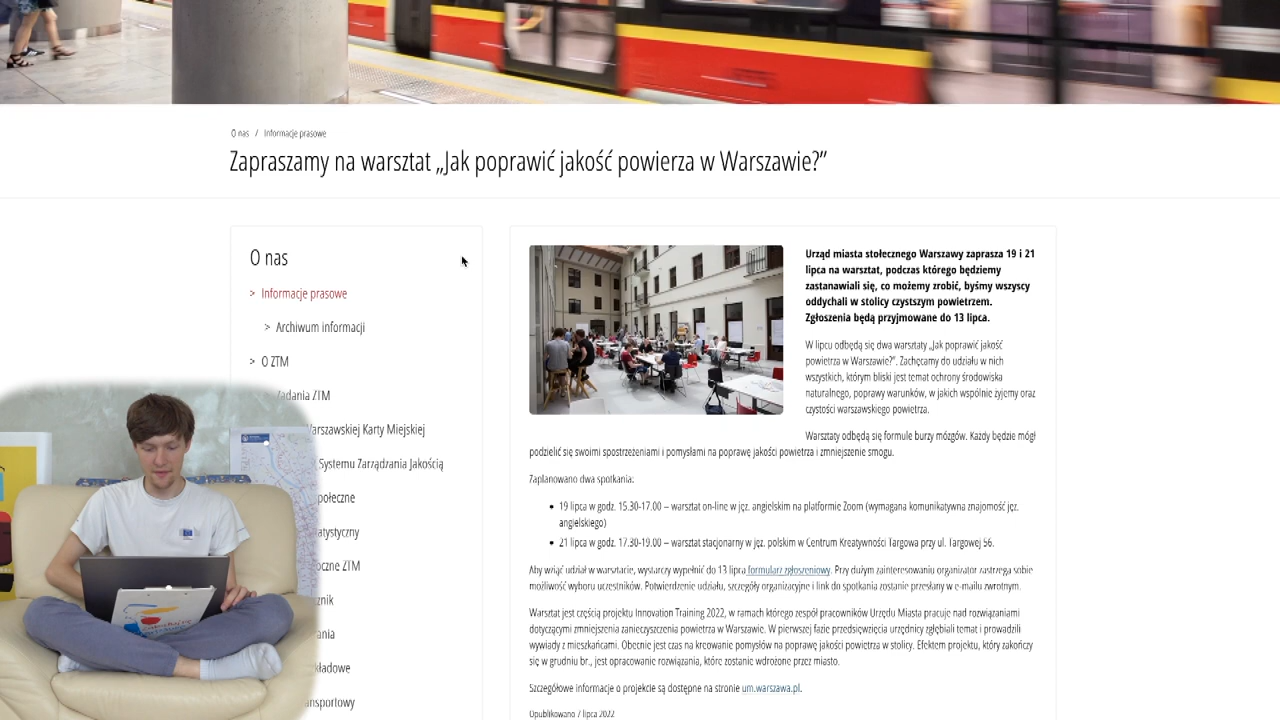 O nas / Informacje prasowe
Zapraszamy na warsztat „Jak poprawić jakość powierza w Warszawie?”
O nas
> Informacje prasowe
> Archiwum informacji
> O ZTM
Zadania ZTM
Warszawskiej Karty Miejskiej
Systemu Zarządzania Jakością
Urząd miasta stołecznego Warszawy zaprasza 19 i 21
lipca na warsztat, podczas którego będziemy
zastanawiali się, co możemy zrobić, byśmy wszyscy
oddychali w stolicy czystszym powietrzem.
Zgłoszenia będą przyjmowane do 13 lipca.
W lipcu odbędą się dwa warsztaty „Jak poprawić jakość
powietrza w Warszawie?”. Zachęcamy do udziału w nich
wszystkich, którym bliski jest temat ochrony środowiska
naturalnego, poprawy warunków, w jakich wspólnie żyjemy oraz
czystości warszawskiego powietrza.
Warsztaty odbędą się formule burzy mózgów. Każdy będzie mógł
podzielić się swoimi spostrzeżeniami i pomysłami na poprawę jakości powietrza i zmniejszenie smogu.
Zaplanowano dwa spotkania:
• 19 lipca w godz. 15.30-17.00 – warsztat on-line w jęz. angielskim na platformie Zoom (wymagana komunikatywna znajomość jęz.
angielskiego)
• 21 lipca w godz. 17.30-19.00 – warsztat stacjonarny w jęz. polskim w Centrum Kreatywności Targowa przy ul. Targowej 56.
Aby wziąć udział w warsztacie, wystarczy wypełnić do 13 lipca formularz zgłoszeniowy. Przy dużym zainteresowaniu organizator zastrzega sobie
możliwość wyboru uczestników. Potwierdzenie udziału, szczegóły organizacyjne i link do spotkania zostanie przesłany w e-mailu zwrotnym.
Warsztat jest częścią projektu Innovation Training 2022, w ramach którego zespół pracowników Urzędu Miasta pracuje nad rozwiązaniami
dotyczącymi zmniejszenia zanieczyszczenia powietrza w Warszawie. W pierwszej fazie przedsięwzięcia urzędnicy zgłębiali temat i prowadzili
wywiady z mieszkańcami. Obecnie jest czas na kreowanie pomysłów na poprawę jakości powietrza w stolicy. Efektem projektu, który zakończy
się w grudniu br., jest opracowanie rozwiązania, które zostanie wdrożone przez miasto.
Szczegółowe informacje o projekcie są dostępne na stronie um.warszawa.pl.
Opublikowano 7 lipca 2022